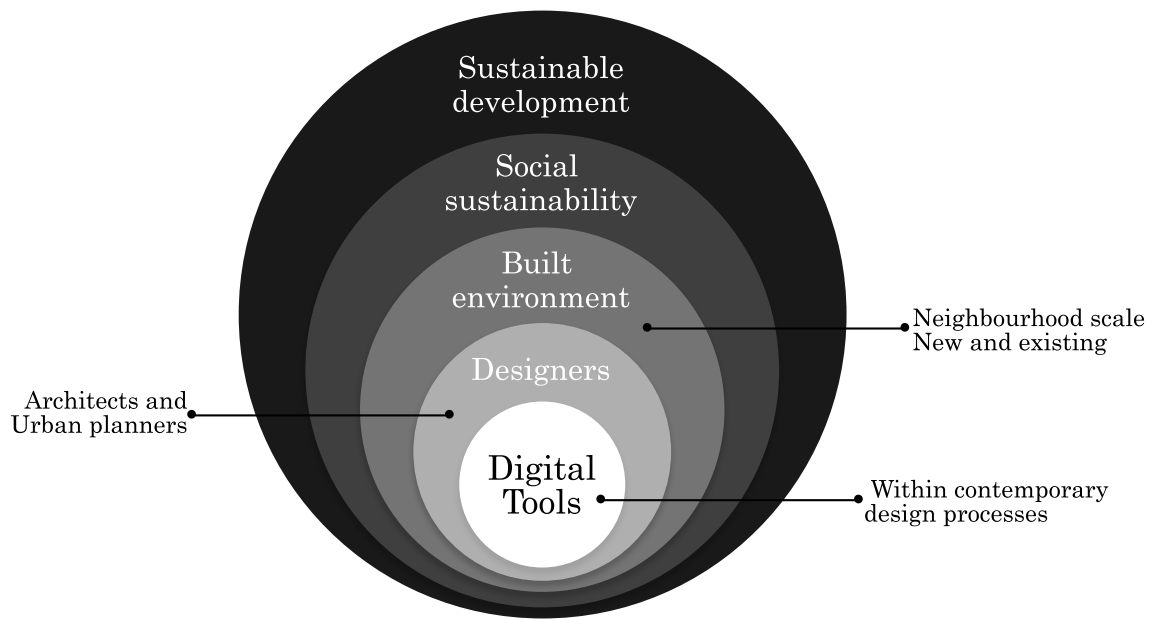 Sustainable
development
Social
sustainability
Built
environment
Neighbourhood scale
New and existing
Designers
Architects and
Urban planners
Digital
Tools
Within contemporary
design processes